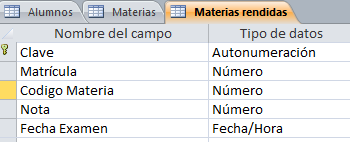 Alumnos Materias Materias rendidas
Nombre del campo Tipo de datos
Clave Autonumeración
Matrícula Número
Codigo Materia Número
Nota Número
Fecha Examen Fecha/Hora